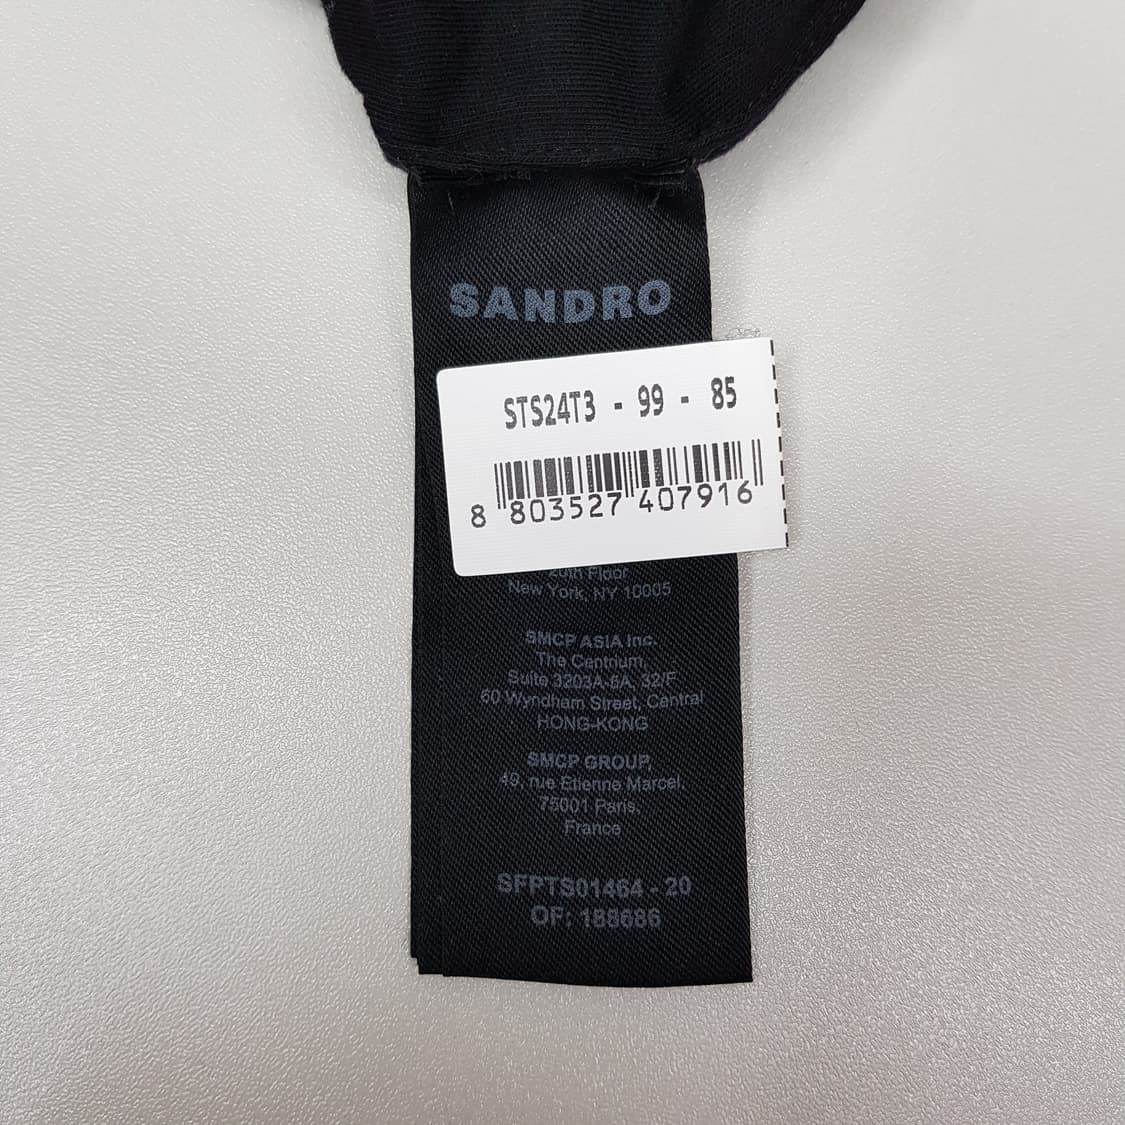 SANDRO
STS24T3 - 99 - 85
8 803527 407916
20th Floor
New York, NY 10005
SMCP ASIA Inc.
The Centrium,
Suite 3203A-6A, 32/F
60 Wyndham Street, Central
HONG-KONG
SMCP GROUP,
49, rue Etienne Marcel,
75001 Paris,
France
SFPTS01464 - 20
OF: 188686